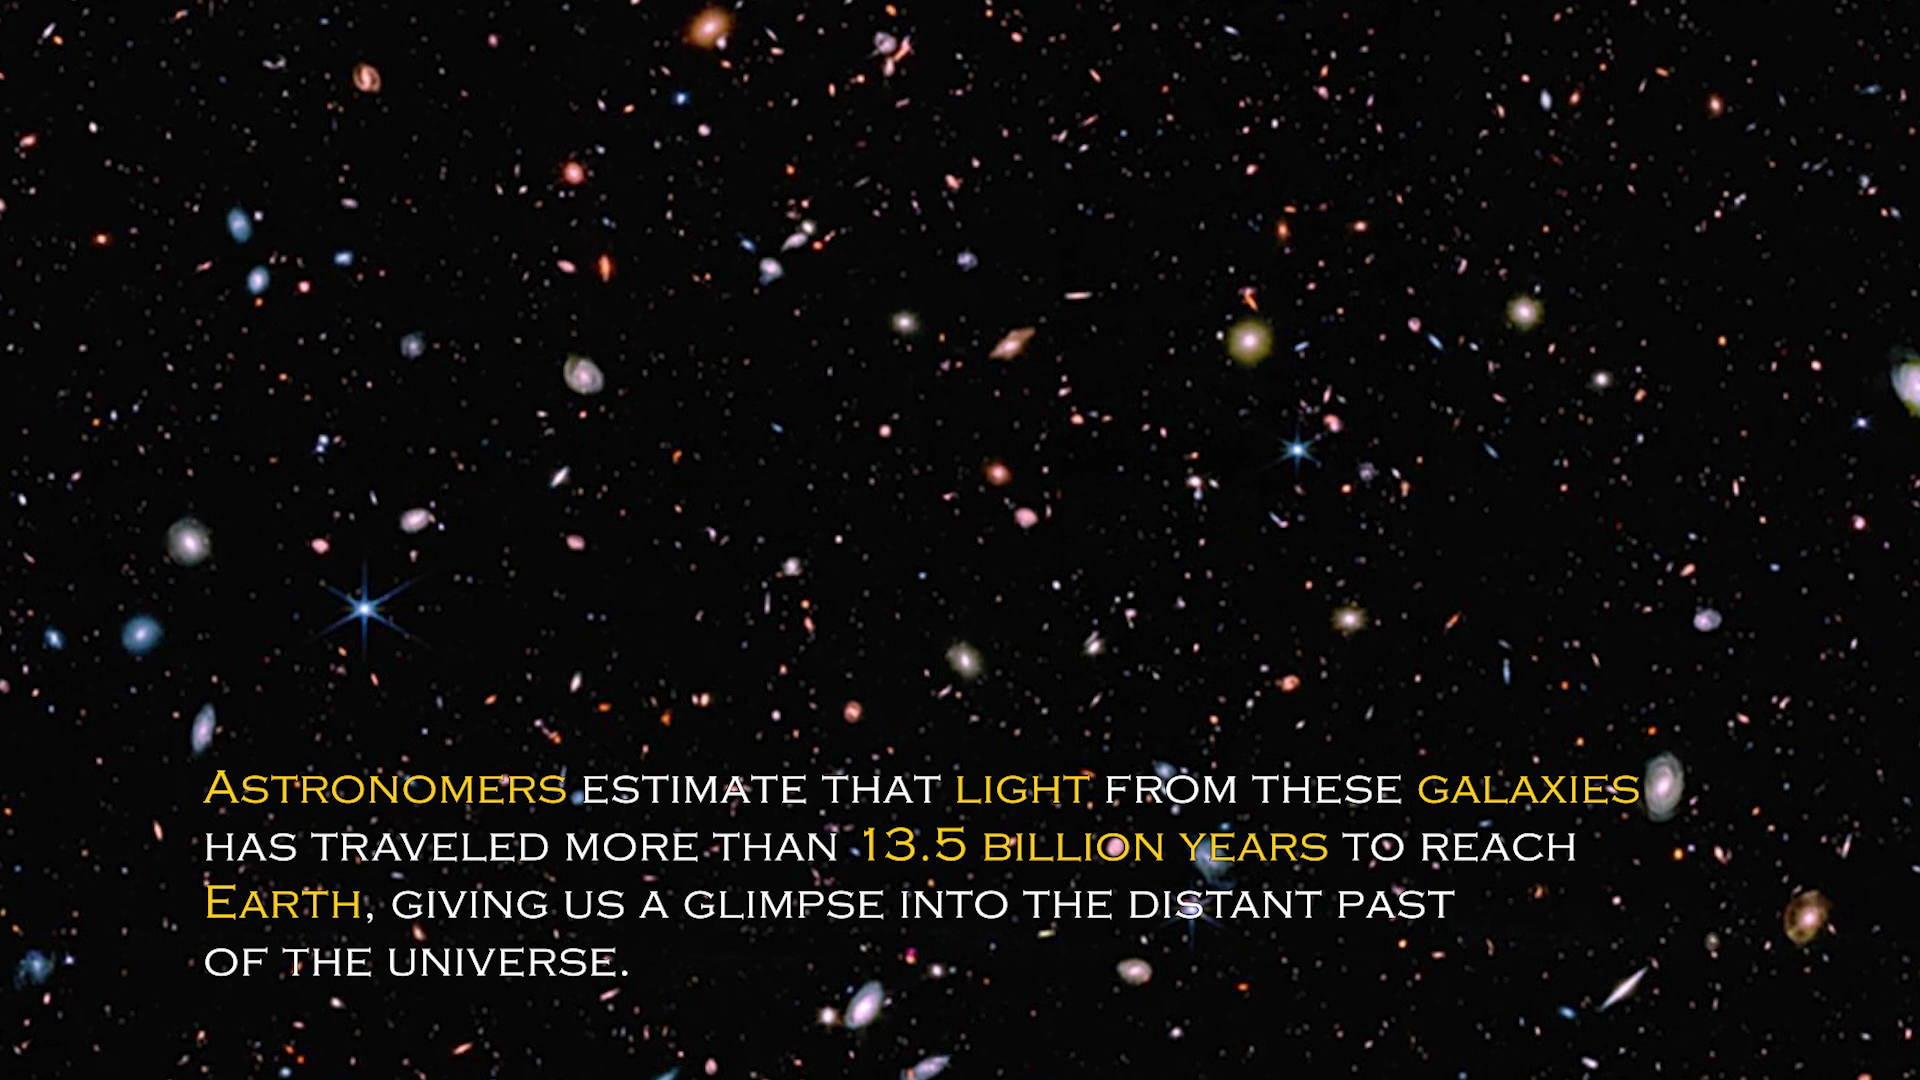 Astronomers estimate that light from these galaxies
has traveled more than 13.5 billion years to reach
Earth, giving us a glimpse into the distant past
of the universe.